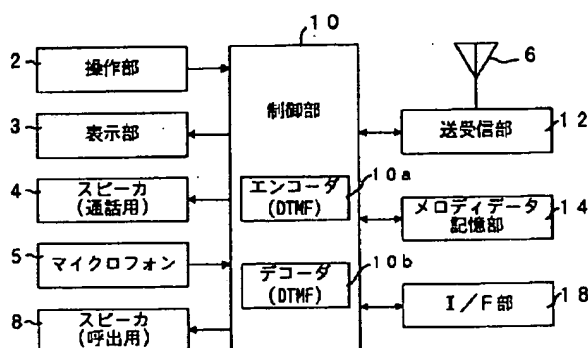 10
2
操作部
3
表示部
4
スピーカ
(通話用)
5
マイクロフォン
8
スピーカ
(呼出用)
制御部
エンコーダ
(DTMF)
10a
デコーダ
(DTMF)
10b
6
送受信部
12
メロディデータ
記憶部
14
I/F部
18